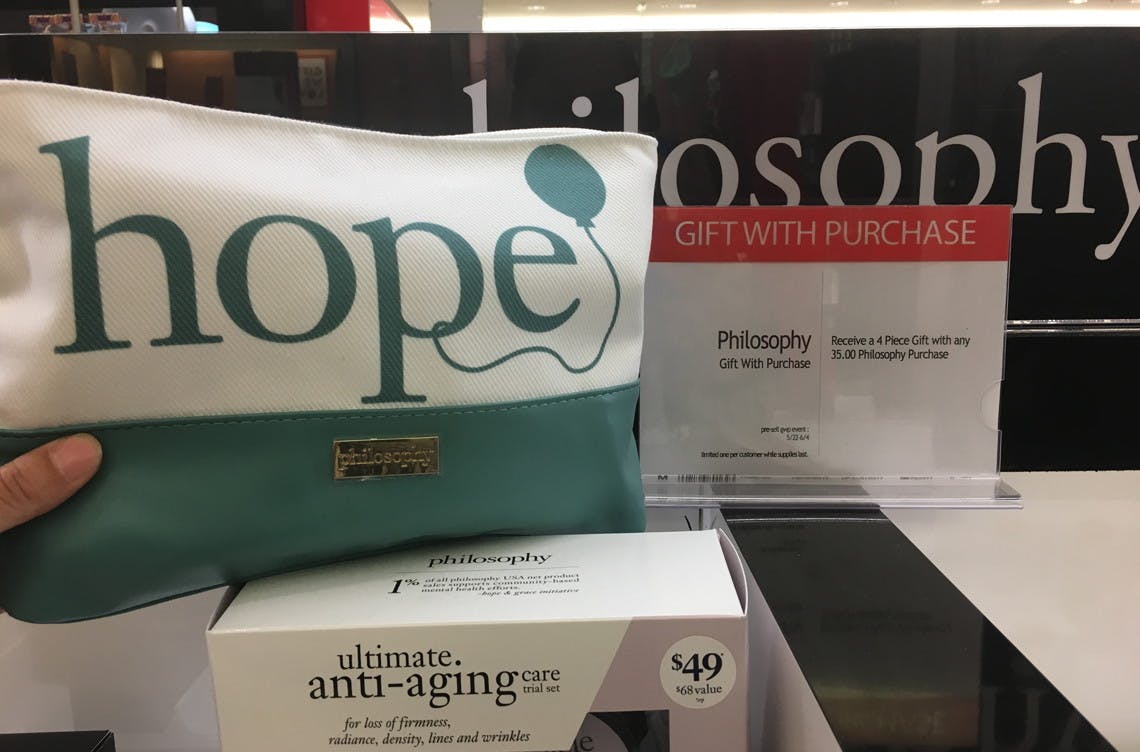 philosophy
hope
GIFT WITH PURCHASE
Philosophy
Gift With Purchase
Receive a 4 Piece Gift with any
35.00 Philosophy Purchase
pre-sell gwp event :
5/22-6/4
limited one per customer while supplies last.
M
philosophy
philosophy
1% of all philosophy USA net product
sales supports community-based
mental health efforts.
-hope & grace initiative
ultimate
anti-aging care
trial set
for loss of firmness,
radiance, density, lines and wrinkles
$49*
$68 value